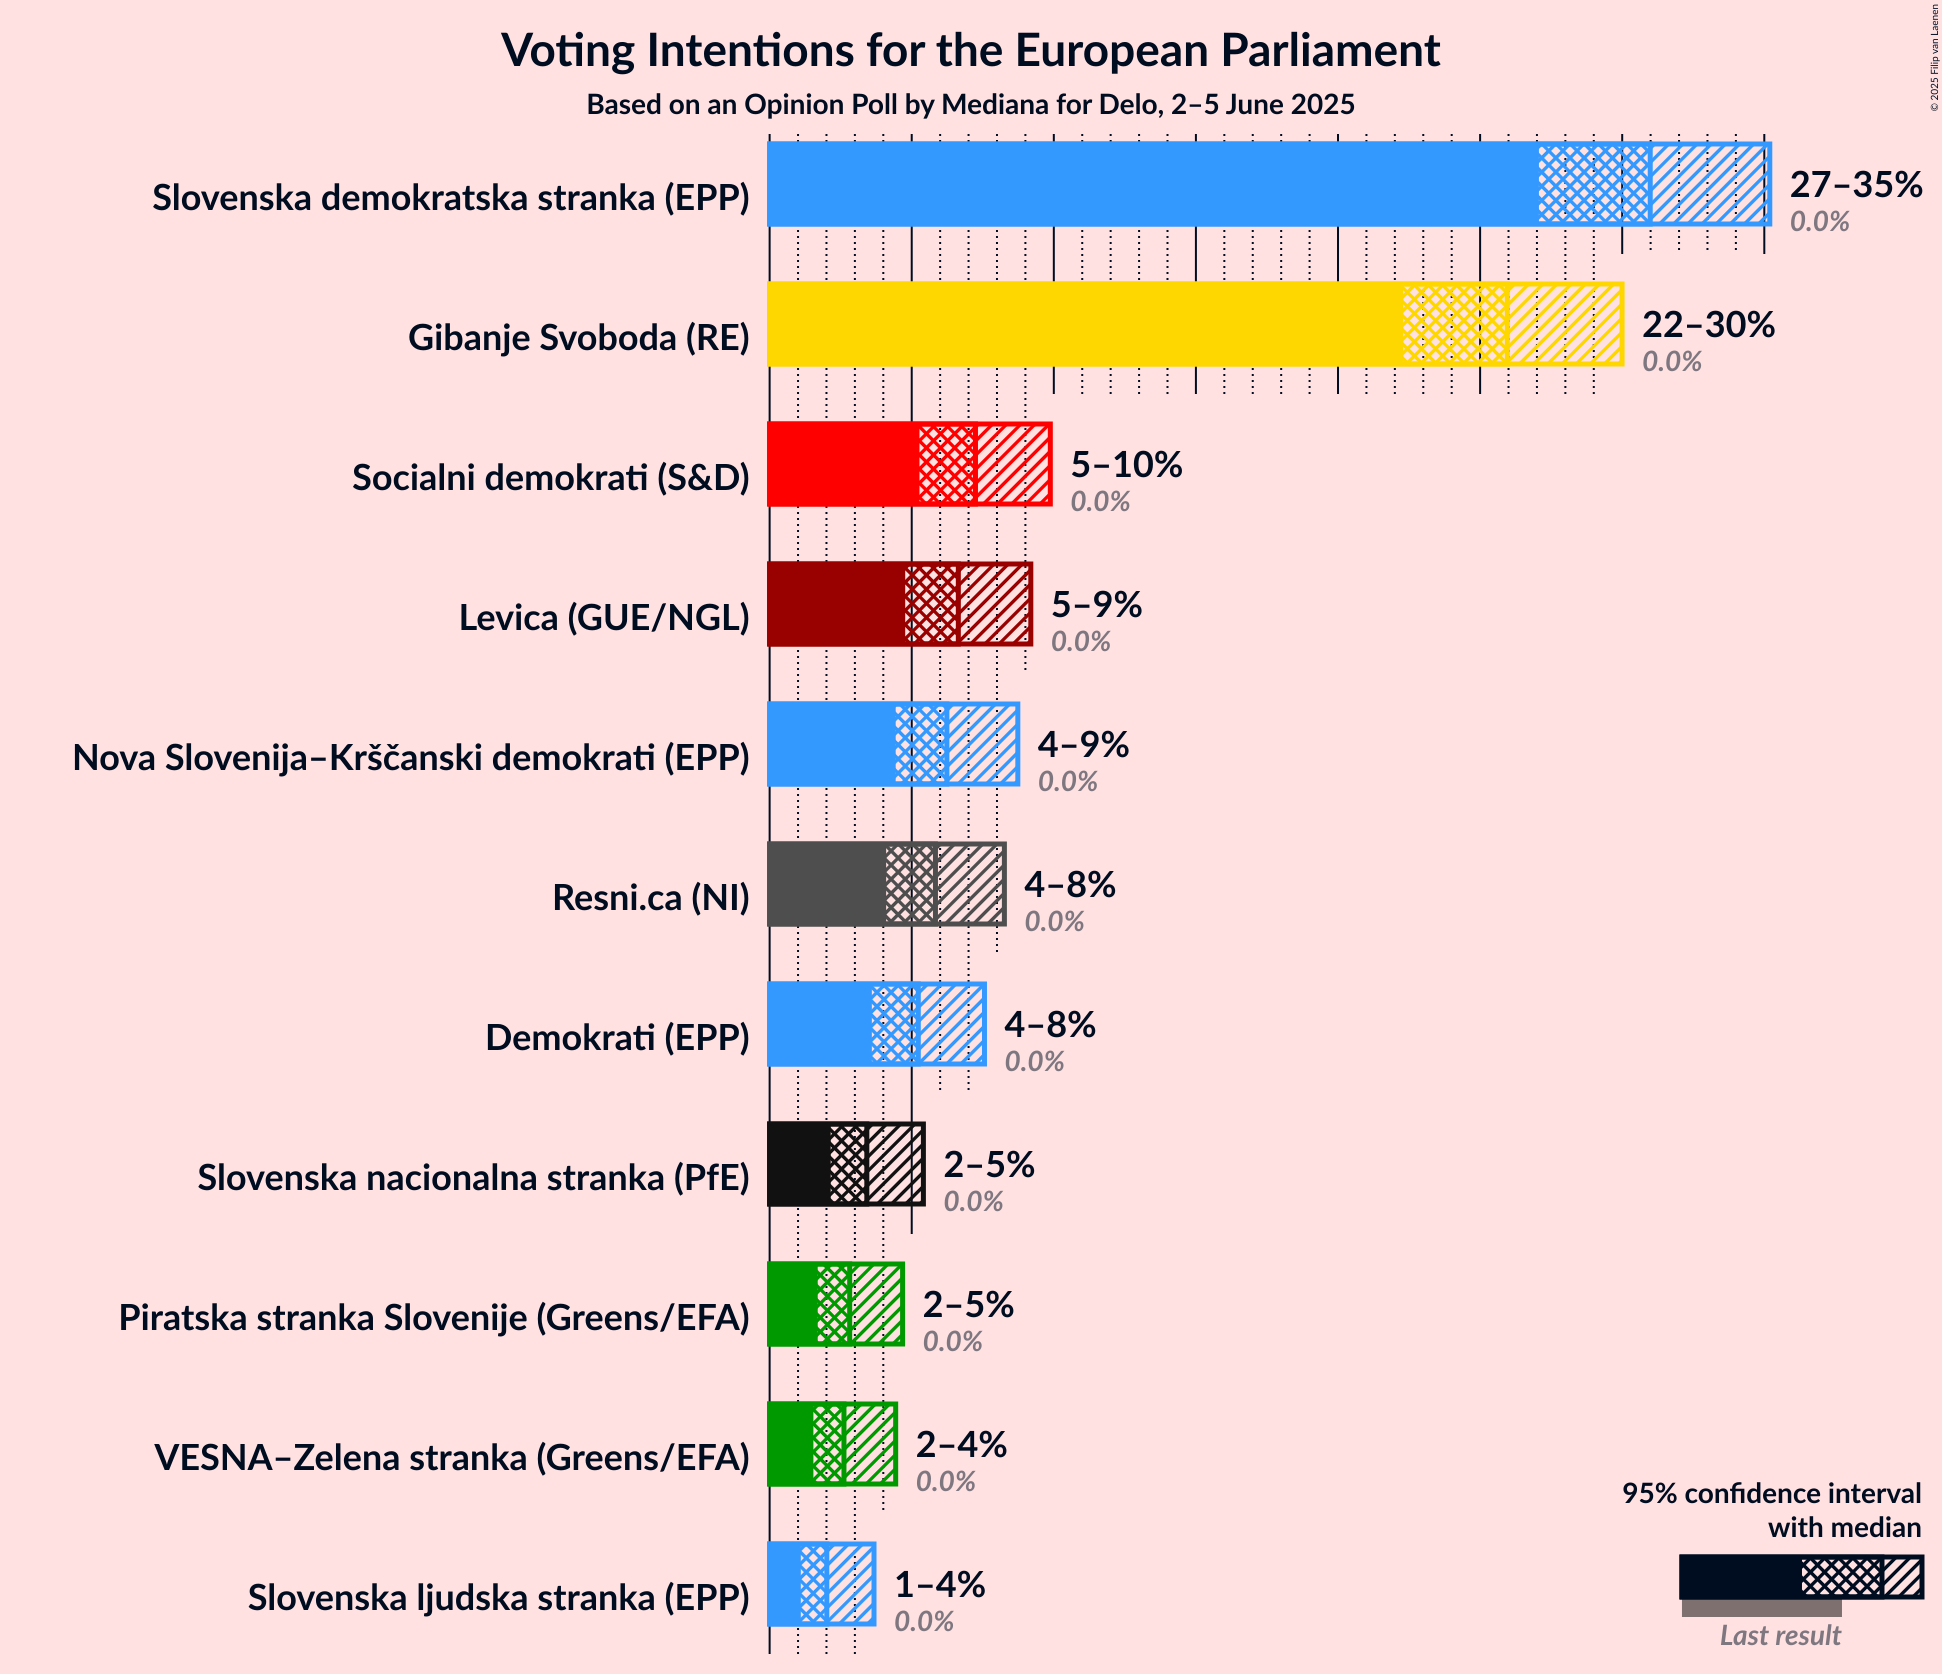 Voting Intentions for the European Parliament
Based on an Opinion Poll by Mediana for Delo, 2–5 June 2025
© 2025 Filip van Laenen
Slovenska demokratska stranka (EPP)
27–35%
0.0%
Gibanje Svoboda (RE)
22–30%
0.0%
Socialni demokrati (S&D)
5–10%
0.0%
Levica (GUE/NGL)
5–9%
0.0%
Nova Slovenija–Krščanski demokrati (EPP)
4–9%
0.0%
Resni.ca (NI)
4–8%
0.0%
Demokrati (EPP)
4–8%
0.0%
Slovenska nacionalna stranka (PfE)
2–5%
0.0%
Piratska stranka Slovenije (Greens/EFA)
2–5%
0.0%
VESNA–Zelena stranka (Greens/EFA)
2–4%
0.0%
Slovenska ljudska stranka (EPP)
1–4%
0.0%
95% confidence interval
with median
Last result